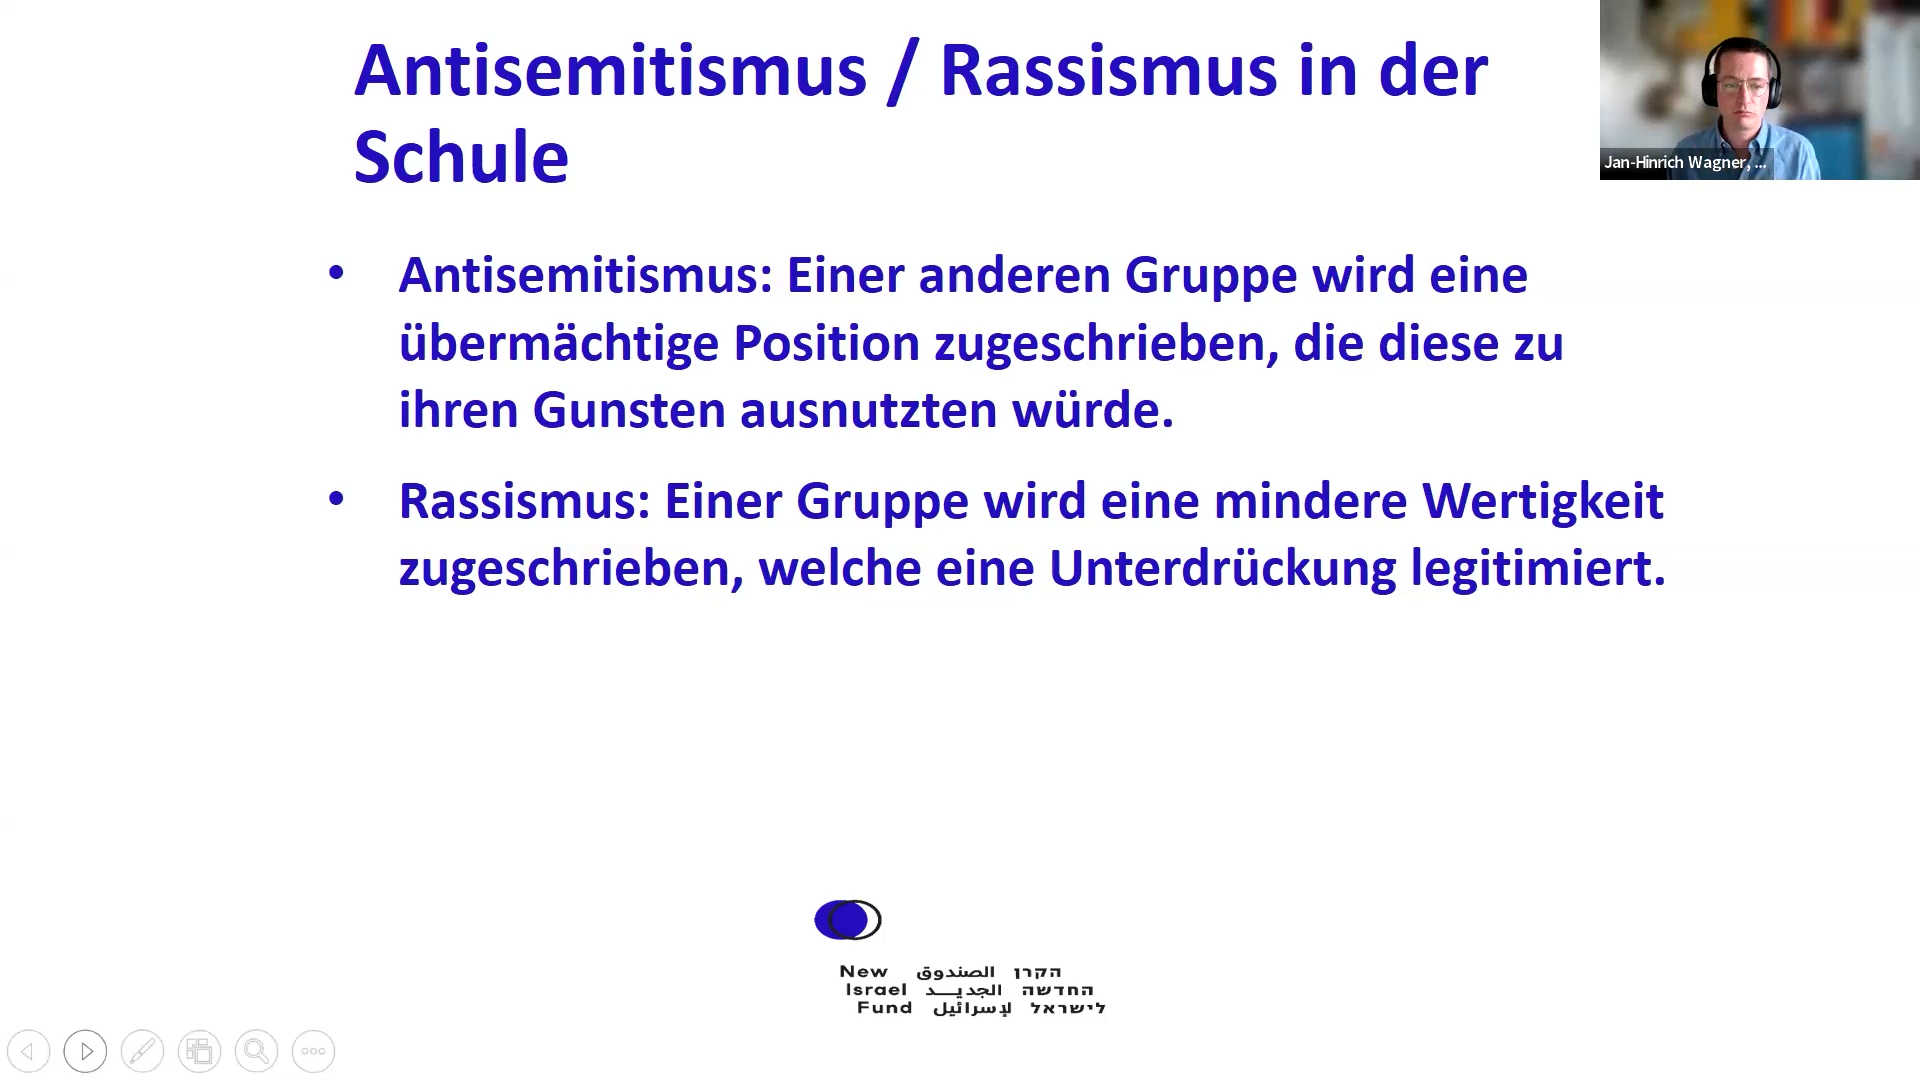 Antisemitismus / Rassismus in der
Schule
Jan-Hinrich Wagner, ...
• Antisemitismus: Einer anderen Gruppe wird eine
übermächtige Position zugeschrieben, die diese zu
ihren Gunsten ausnutzten würde.
• Rassismus: Einer Gruppe wird eine mindere Wertigkeit
zugeschrieben, welche eine Unterdrückung legitimiert.
New الصندوق הקרן
Israel الجديد החדשה
Fund لإسرائيل לישראל